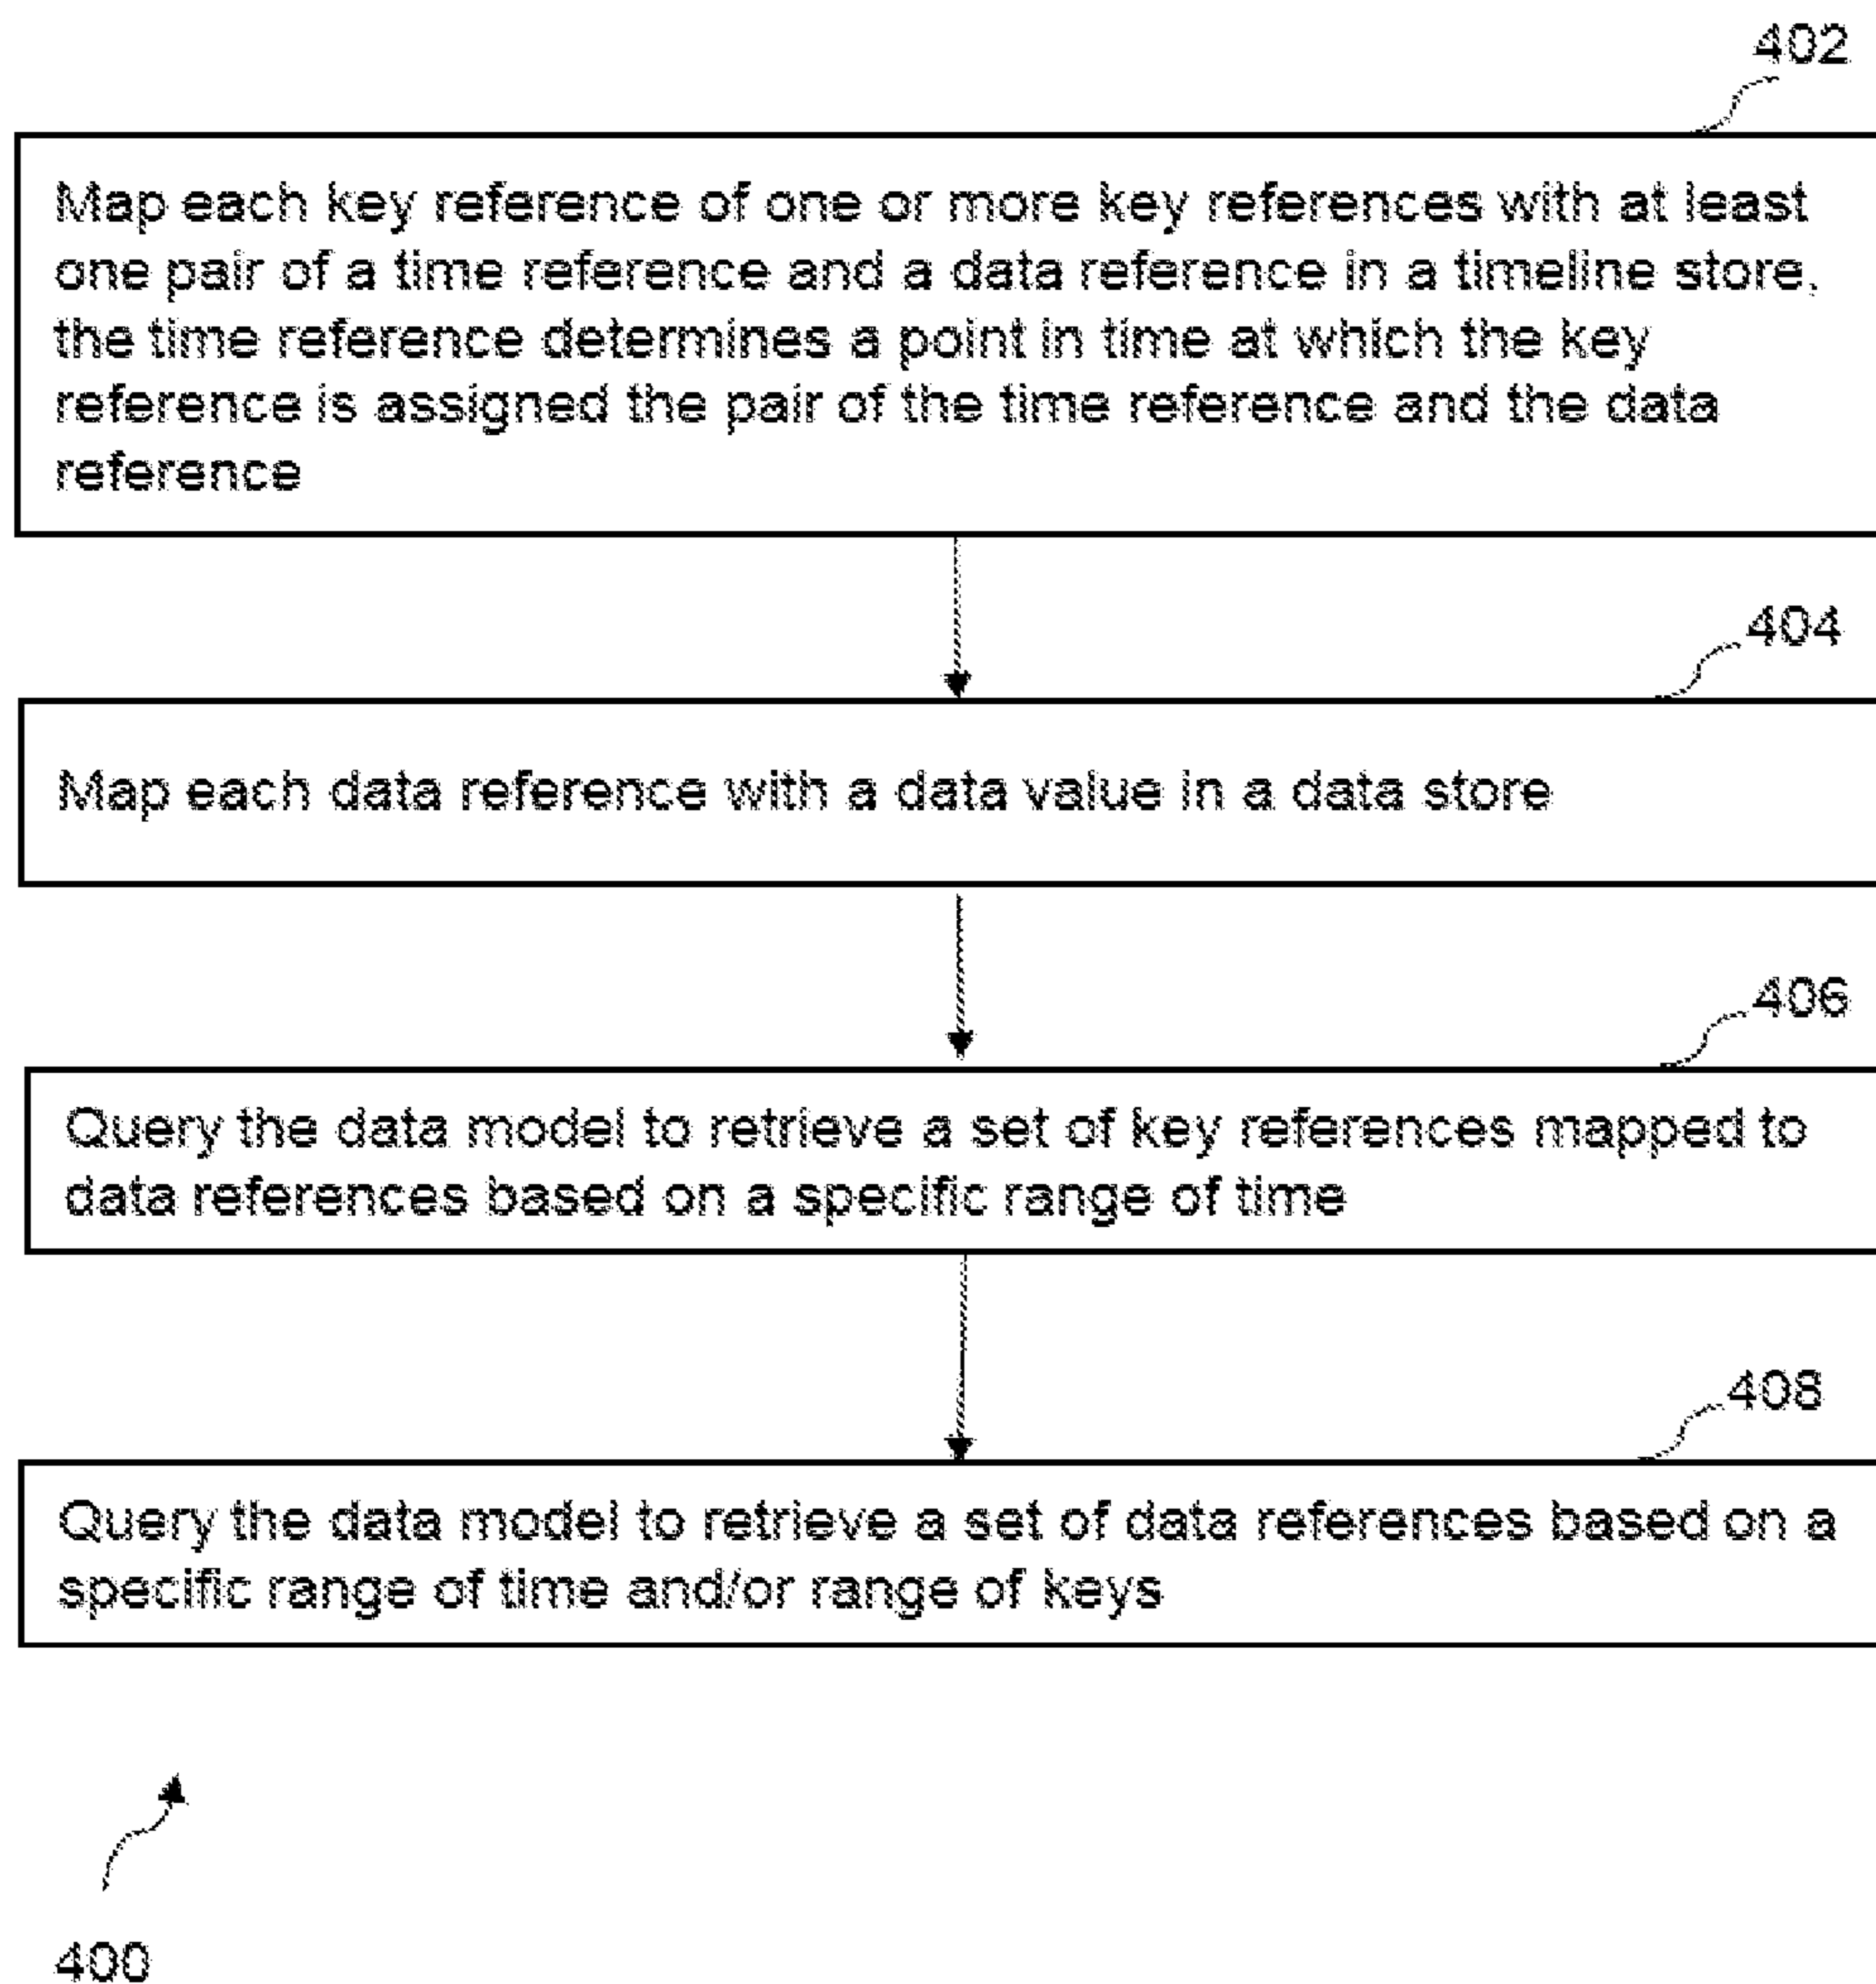 402
Map each key reference of one or more key references with at least
one pair of a time reference and a data reference in a timeline store,
the time reference determines a point in time at which the key
reference is assigned the pair of the time reference and the data
reference
404
Map each data reference with a data value in a data store
406
Query the data model to retrieve a set of key references mapped to
data references based on a specific range of time
408
Query the data model to retrieve a set of data references based on a
specific range of time and/or range of keys
400